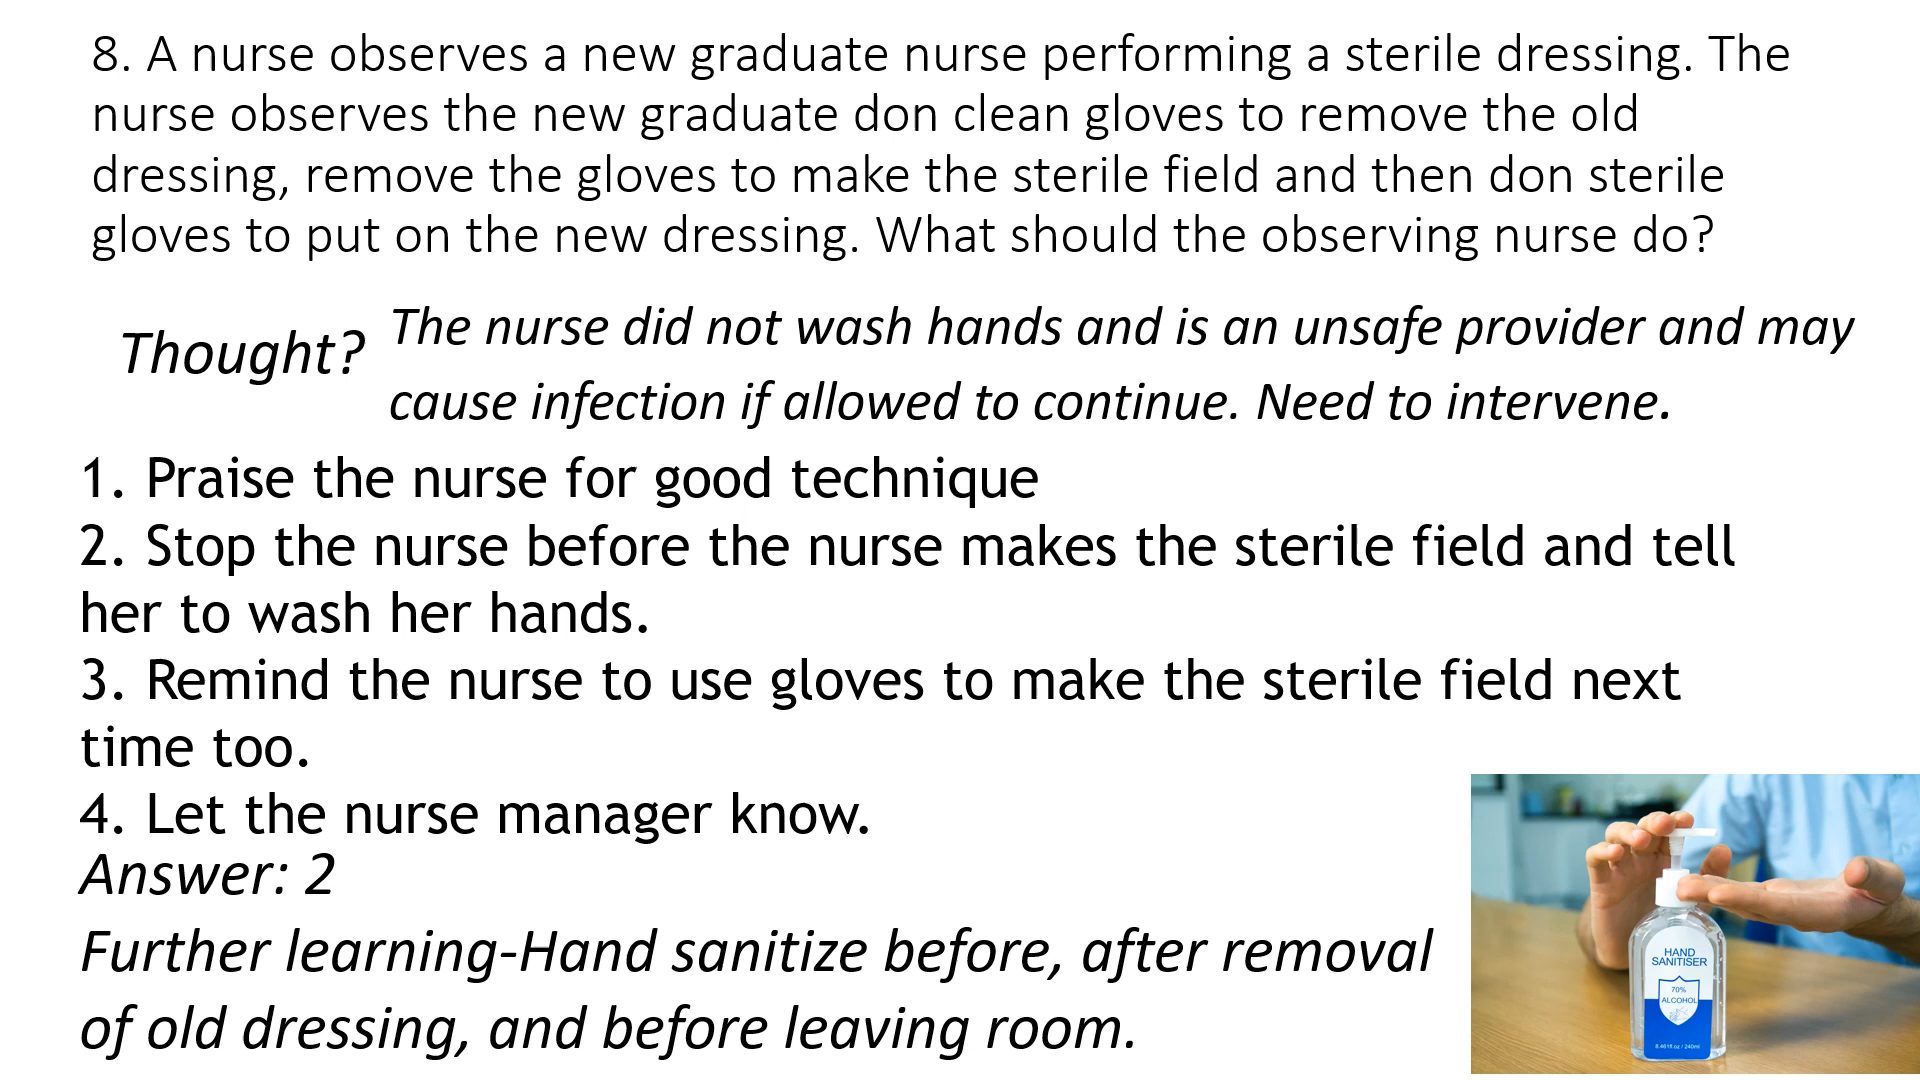 8. A nurse observes a new graduate nurse performing a sterile dressing. The
nurse observes the new graduate don clean gloves to remove the old
dressing, remove the gloves to make the sterile field and then don sterile
gloves to put on the new dressing. What should the observing nurse do?
Thought?
The nurse did not wash hands and is an unsafe provider and may
cause infection if allowed to continue. Need to intervene.
1. Praise the nurse for good technique
2. Stop the nurse before the nurse makes the sterile field and tell
her to wash her hands.
3. Remind the nurse to use gloves to make the sterile field next
time too.
4. Let the nurse manager know.
Answer: 2
Further learning-Hand sanitize before, after removal
of old dressing, and before leaving room.
HAND
SANITISER
70%
ALCOHOL